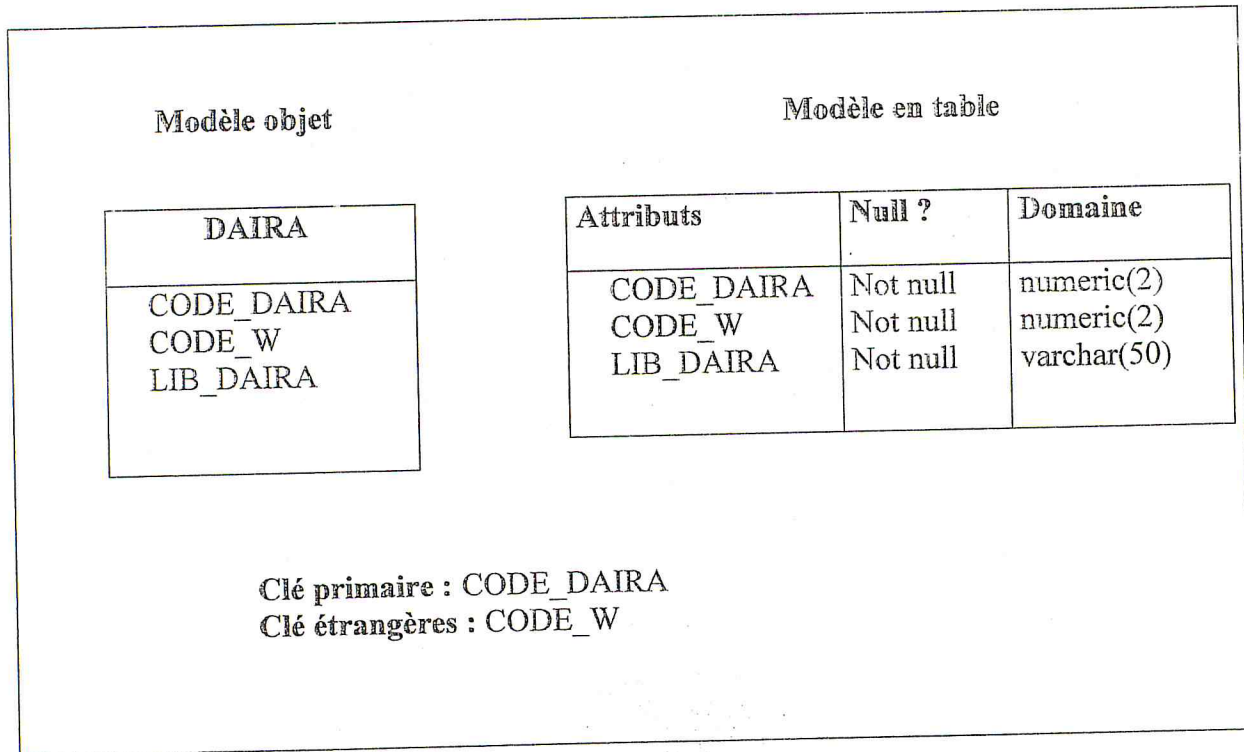 Modèle objet
Modèle en table
DAIRA
CODE_DAIRA
CODE_W
LIB_DAIRA
Attributs Null ? Domaine
CODE_DAIRA Not null numeric(2)
CODE_W Not null numeric(2)
LIB_DAIRA Not null varchar(50)
Clé primaire : CODE_DAIRA
Clé étrangères : CODE_W